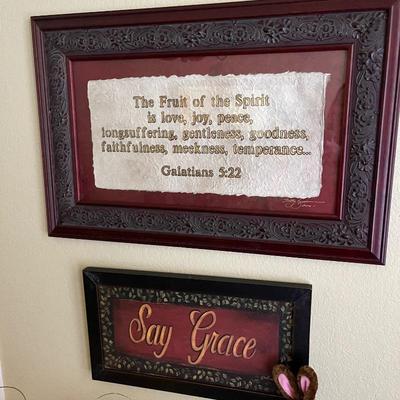 The Fruit of the Spirit
is love, joy, peace,
longsuffering, gentleness, goodness,
faithfulness, meekness, temperance...
Galatians 5:22
Say Grace